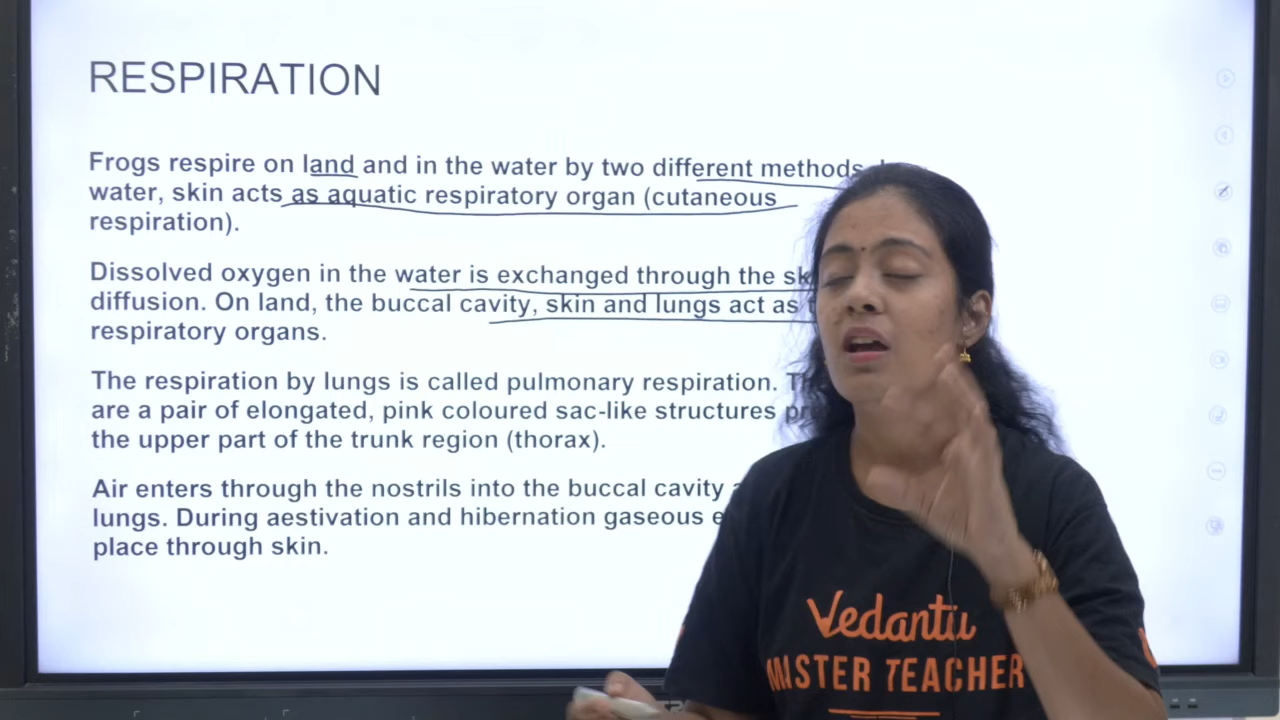 RESPIRATION
Frogs respire on land and in the water by two different methods.
water, skin acts as aquatic respiratory organ (cutaneous
respiration).
Dissolved oxygen in the water is exchanged through the
diffusion. On land, the buccal cavity, skin and lungs act as
respiratory organs.
The respiration by lungs is called pulmonary respiration.
are a pair of elongated, pink coloured sac-like structures
the upper part of the trunk region (thorax).
Air enters through the nostrils into the buccal cavity
lungs. During aestivation and hibernation gaseous
place through skin.
Vedantu
MASTER TEACHER